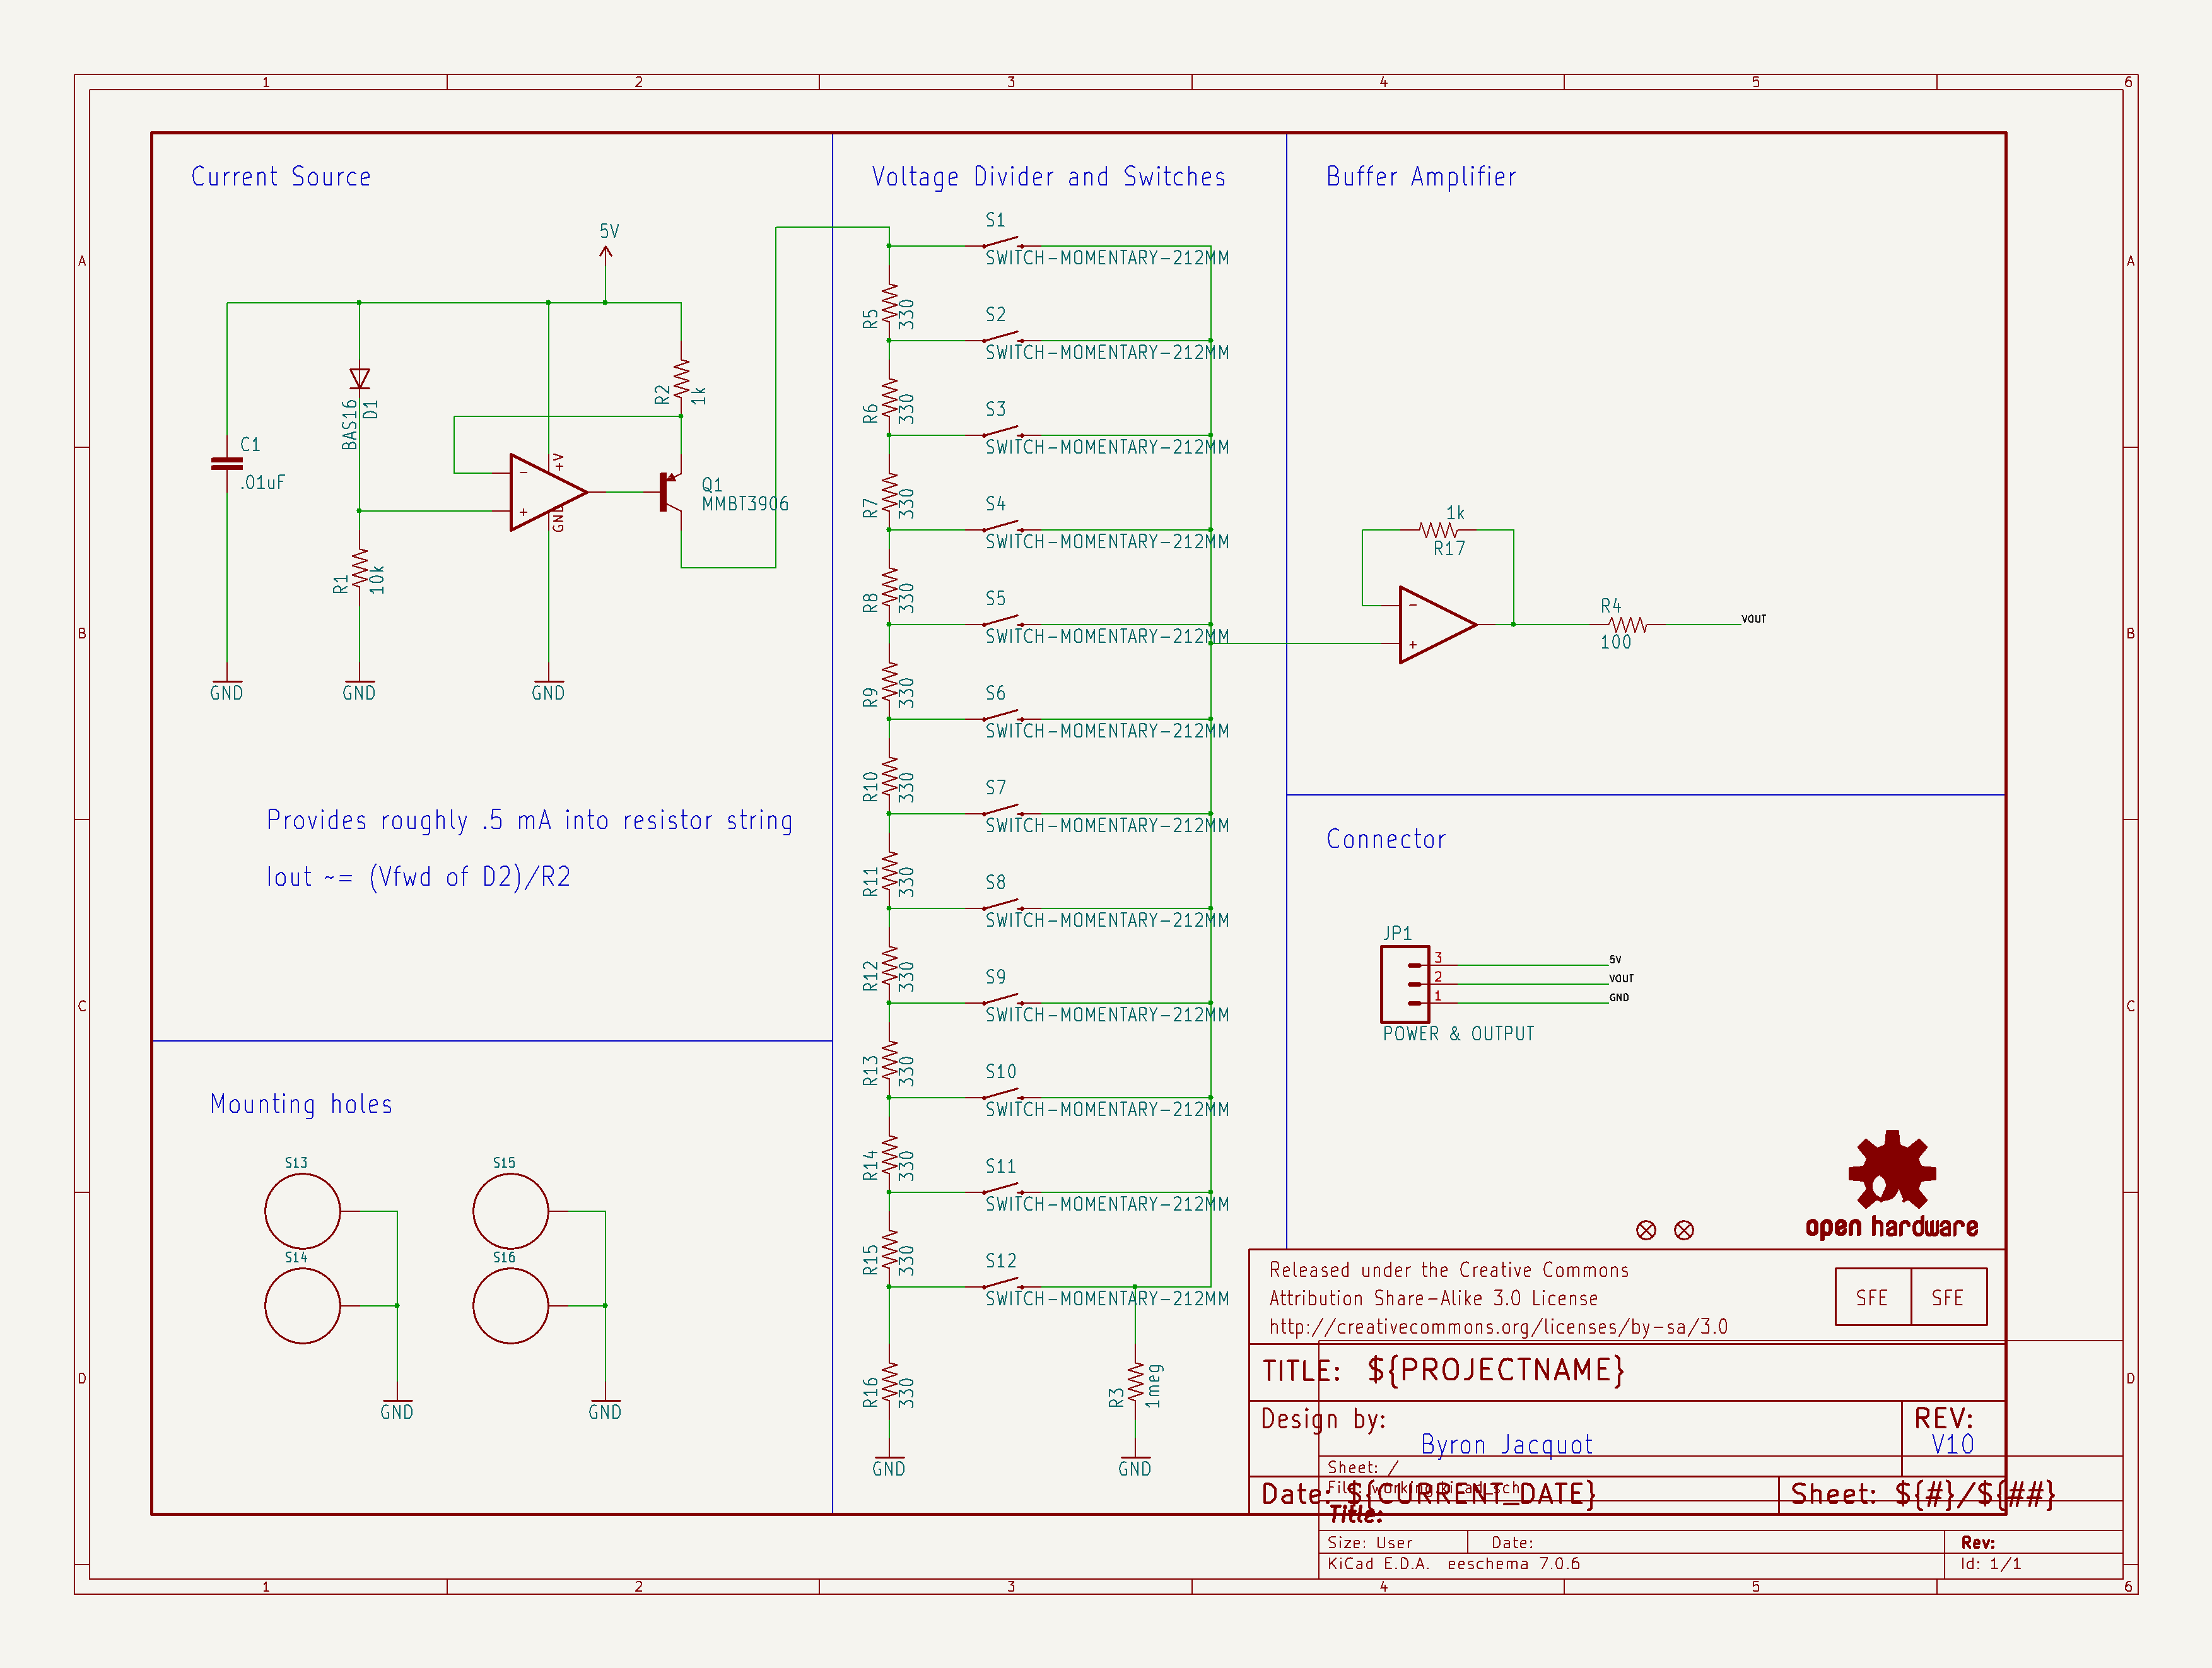 1 2 3 4 5 6
A
B
C
D
Current Source
5V
C1
.01uF
BAS16
D1
R1
10k
R2
1k
-
+
+V
GND
Q1
MMBT3906
GND
GND
GND
Provides roughly .5 mA into resistor string
Iout ~= (Vfwd of D2)/R2
Mounting holes
S13
S14
S15
S16
GND
GND
Voltage Divider and Switches
S1
SWITCH-MOMENTARY-212MM
R5
330
S2
SWITCH-MOMENTARY-212MM
R6
330
S3
SWITCH-MOMENTARY-212MM
R7
330
S4
SWITCH-MOMENTARY-212MM
R8
330
S5
SWITCH-MOMENTARY-212MM
R9
330
S6
SWITCH-MOMENTARY-212MM
R10
330
S7
SWITCH-MOMENTARY-212MM
R11
330
S8
SWITCH-MOMENTARY-212MM
R12
330
S9
SWITCH-MOMENTARY-212MM
R13
330
S10
SWITCH-MOMENTARY-212MM
R14
330
S11
SWITCH-MOMENTARY-212MM
R15
330
S12
SWITCH-MOMENTARY-212MM
R16
330
R3
1meg
GND
GND
Buffer Amplifier
1k
R17
-
+
R4
100
VOUT
Connector
JP1
3
2
1
5V
VOUT
GND
POWER & OUTPUT
open hardware
Released under the Creative Commons
Attribution Share-Alike 3.0 License
http://creativecommons.org/licenses/by-sa/3.0
SFE SFE
TITLE: ${PROJECTNAME}
Design by:
Byron Jacquot
REV:
V10
Sheet: /
File: working.kicad_sch
Date: ${CURRENT_DATE}
Sheet: ${#}/${##}
Title:
Size: User Date: Rev:
KiCad E.D.A. eeschema 7.0.6 Id: 1/1
A
B
C
D
1 2 3 4 5 6